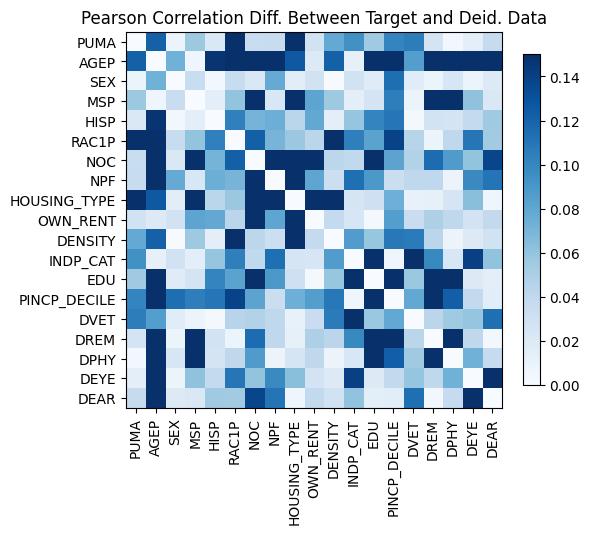 Pearson Correlation Diff. Between Target and Deid. Data
PUMA
AGEP
SEX
MSP
HISP
RAC1P
NOC
NPF
HOUSING_TYPE
OWN_RENT
DENSITY
INDP_CAT
EDU
PINCP_DECILE
DVET
DREM
DPHY
DEYE
DEAR
0.14
0.12
0.10
0.08
0.06
0.04
0.02
0.00
PUMA
AGEP
SEX
MSP
HISP
RAC1P
NOC
NPF
HOUSING_TYPE
OWN_RENT
DENSITY
INDP_CAT
EDU
PINCP_DECILE
DVET
DREM
DPHY
DEYE
DEAR